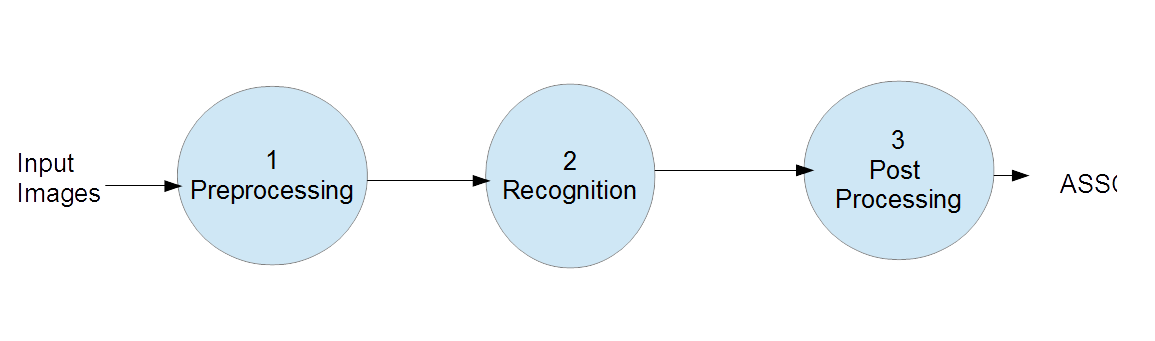 Input
Images
1
Preprocessing
2
Recognition
3
Post
Processing